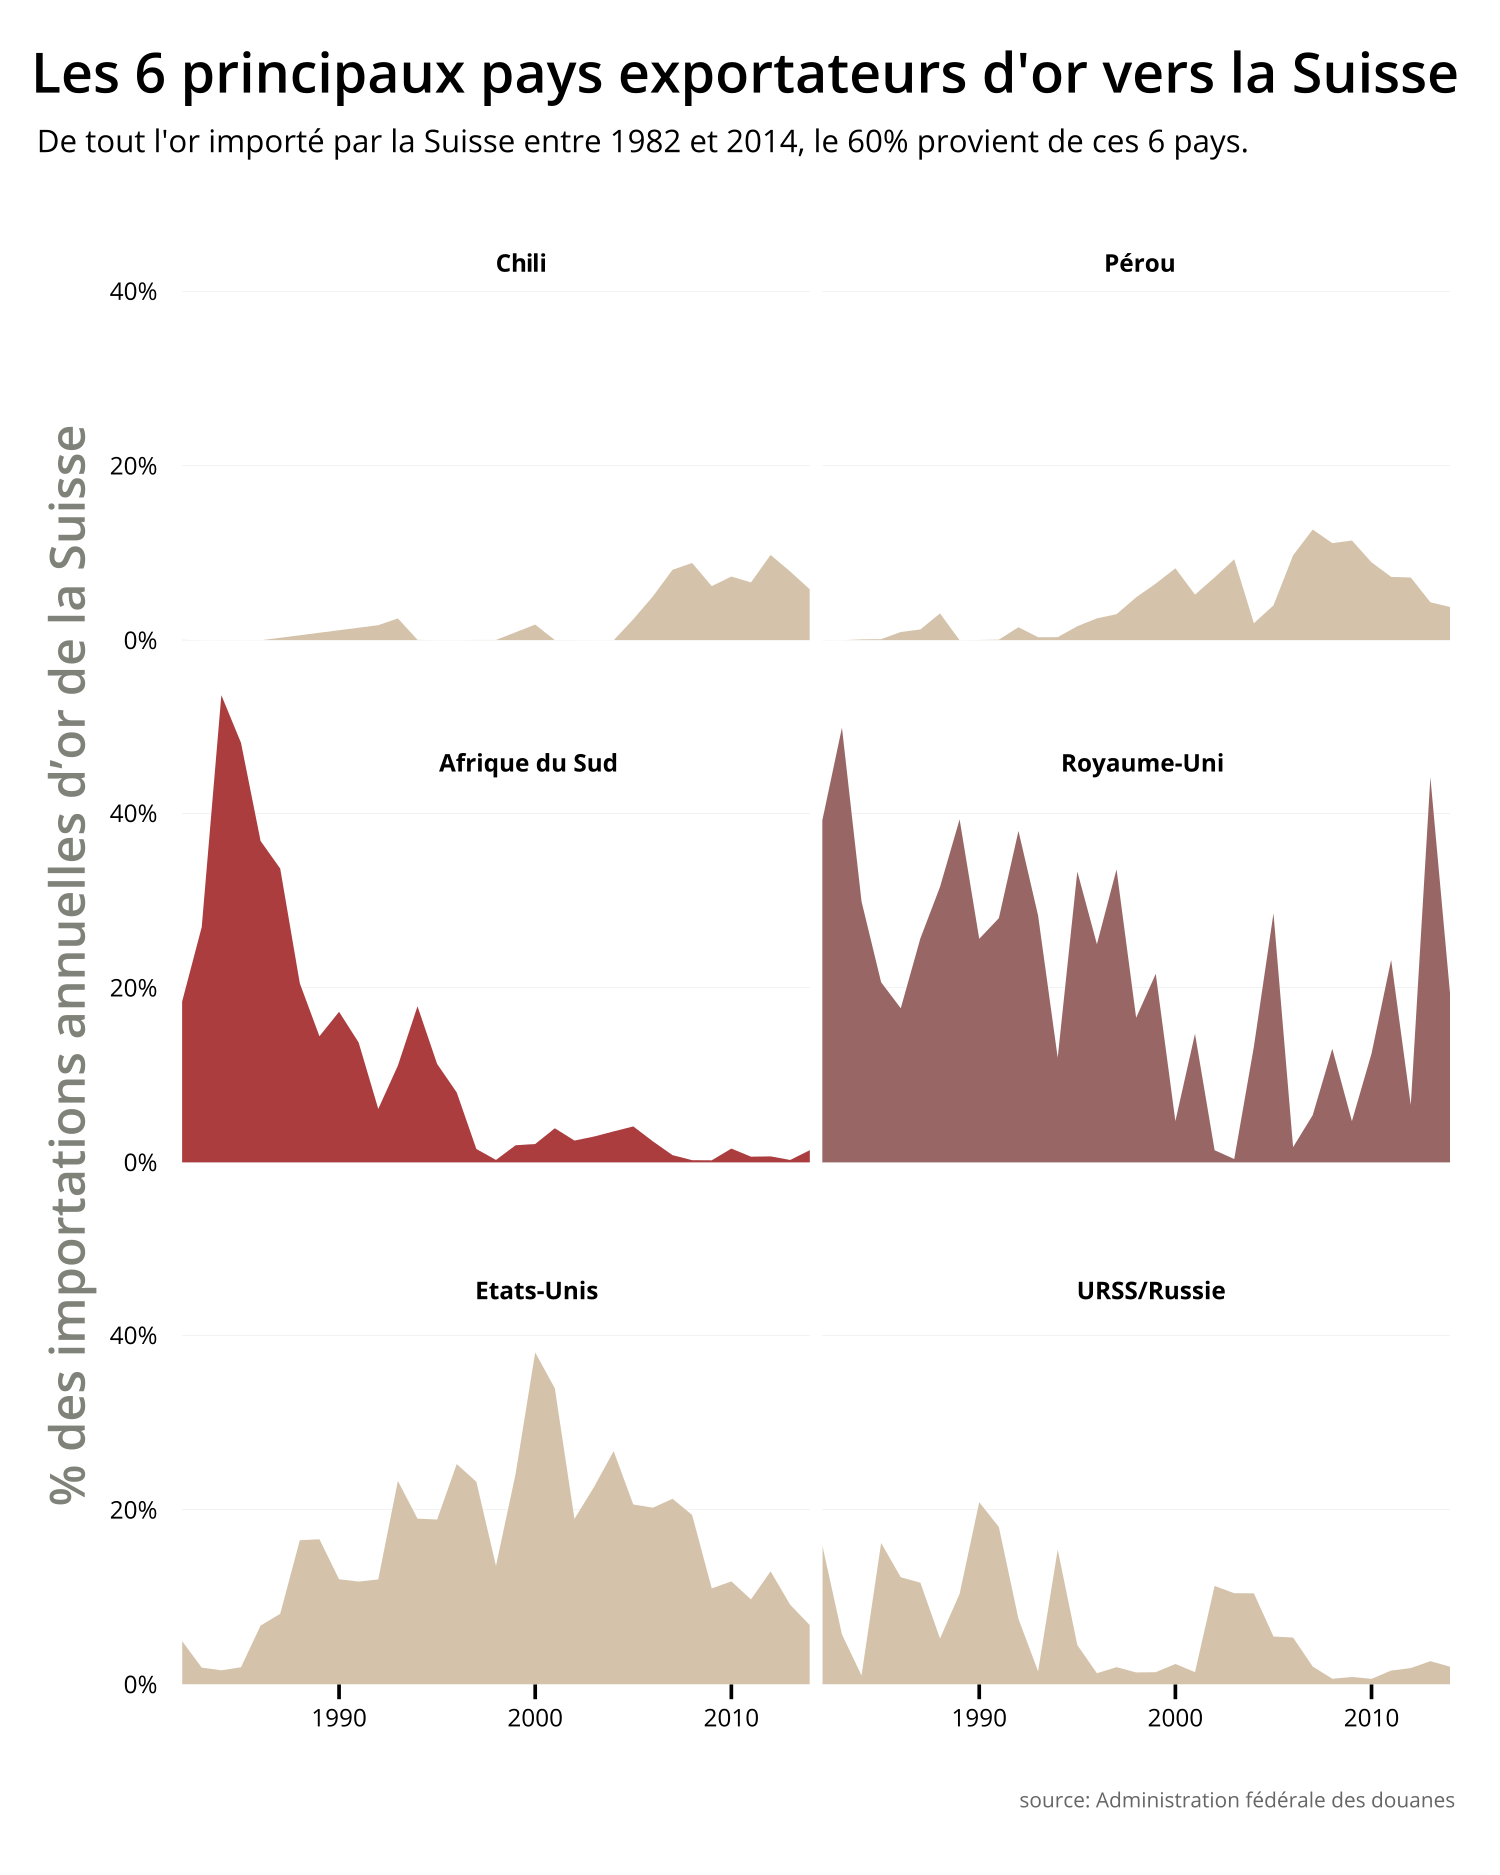 Les 6 principaux pays exportateurs d'or vers la Suisse
De tout l'or importé par la Suisse entre 1982 et 2014, le 60% provient de ces 6 pays.
% des importations annuelles d’or de la Suisse
Chili
Pérou
40%
20%
0%
Afrique du Sud
Royaume-Uni
40%
20%
0%
Etats-Unis
URSS/Russie
40%
20%
0%
1990
2000
2010
1990
2000
2010
source: Administration fédérale des douanes